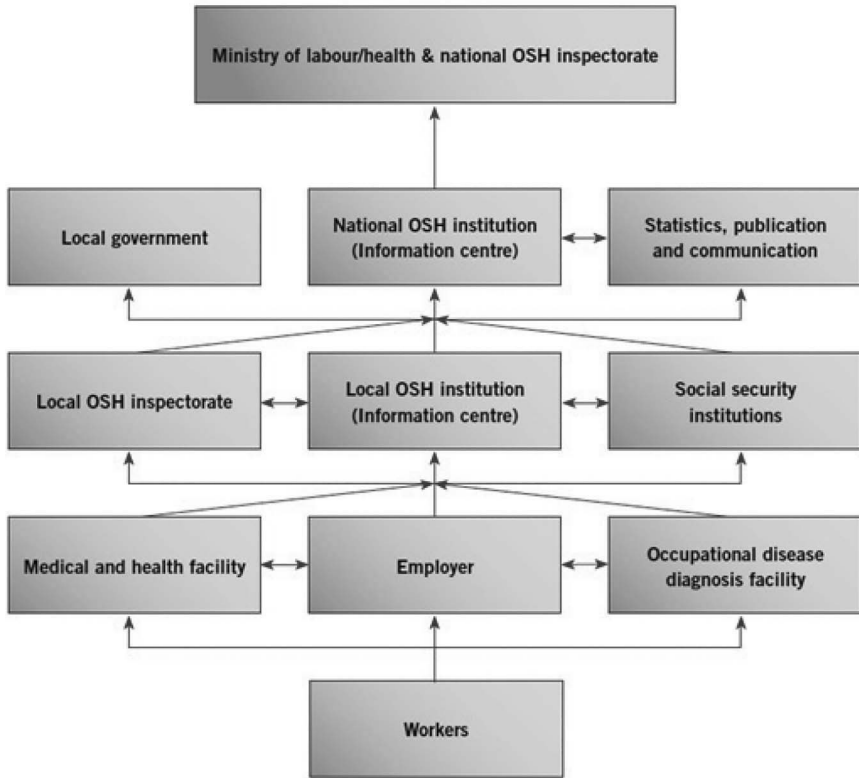 Ministry of labour/health & national OSH inspectorate
Local government
National OSH institution
(Information centre)
Statistics, publication
and communication
Local OSH inspectorate
Local OSH institution
(Information centre)
Social security
institutions
Medical and health facility
Employer
Occupational disease
diagnosis facility
Workers